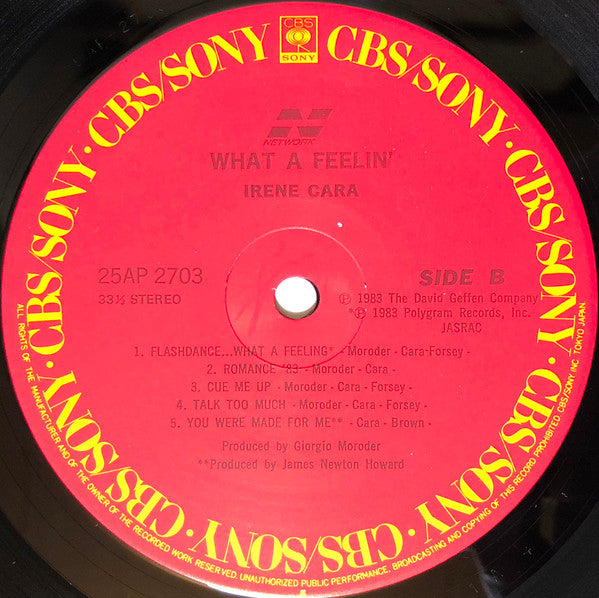 CBS
SONY
CBS/SONY · CBS/SONY · CBS/SONY · CBS/SONY · CBS/SONY · CBS/SONY · CBS/SONY · CBS/SONY
N
NETWORK
WHAT A FEELIN'
IRENE CARA
25AP 2703
33⅓ STEREO
SIDE B
Ⓟ 1983 The David Geffen Company
*Ⓟ 1983 Polygram Records, Inc.
JASRAC
1. FLASHDANCE...WHAT A FEELING* - Moroder - Cara-Forsey -
2. ROMANCE '83 - Moroder - Cara -
3. CUE ME UP - Moroder - Cara - Forsey -
4. TALK TOO MUCH - Moroder - Cara - Forsey -
5. YOU WERE MADE FOR ME** - Cara - Brown -
Produced by Giorgio Moroder
**Produced by James Newton Howard
ALL RIGHTS OF THE MANUFACTURER AND OF THE OWNER OF THE RECORDED WORK RESERVED. UNAUTHORIZED PUBLIC PERFORMANCE, BROADCASTING AND COPYING OF THIS RECORD PROHIBITED CBS/SONY INC. TOKYO JAPAN